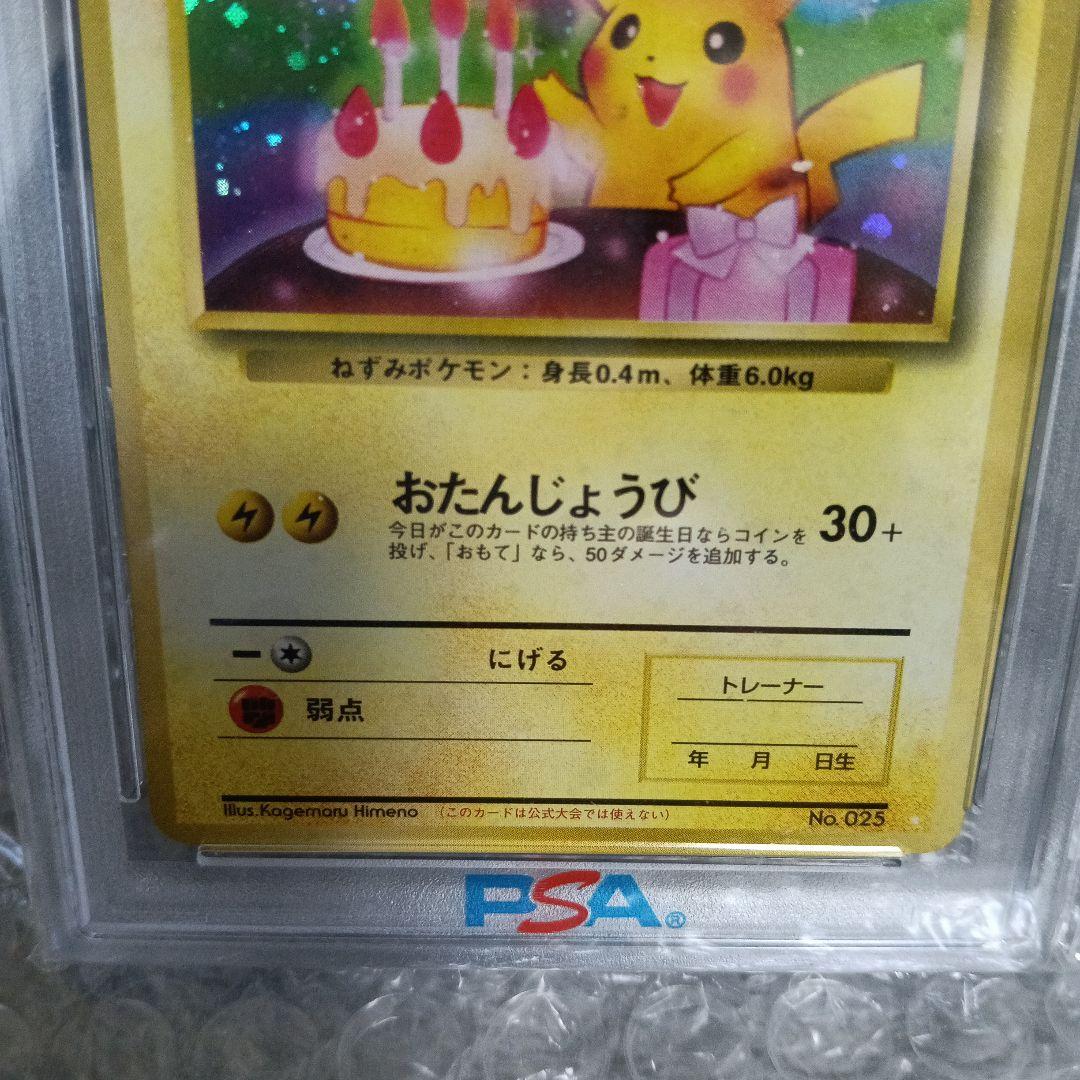 ねずみポケモン：身長0.4m、体重6.0kg
おたんじょうび
今日がこのカードの持ち主の誕生日ならコインを
投げ、「おもて」なら、50ダメージを追加する。
30+
にげる
弱点
トレーナー
年 月 日生
Illus.Kagemaru Himeno （このカードは公式大会では使えない） No. 025
PSA®